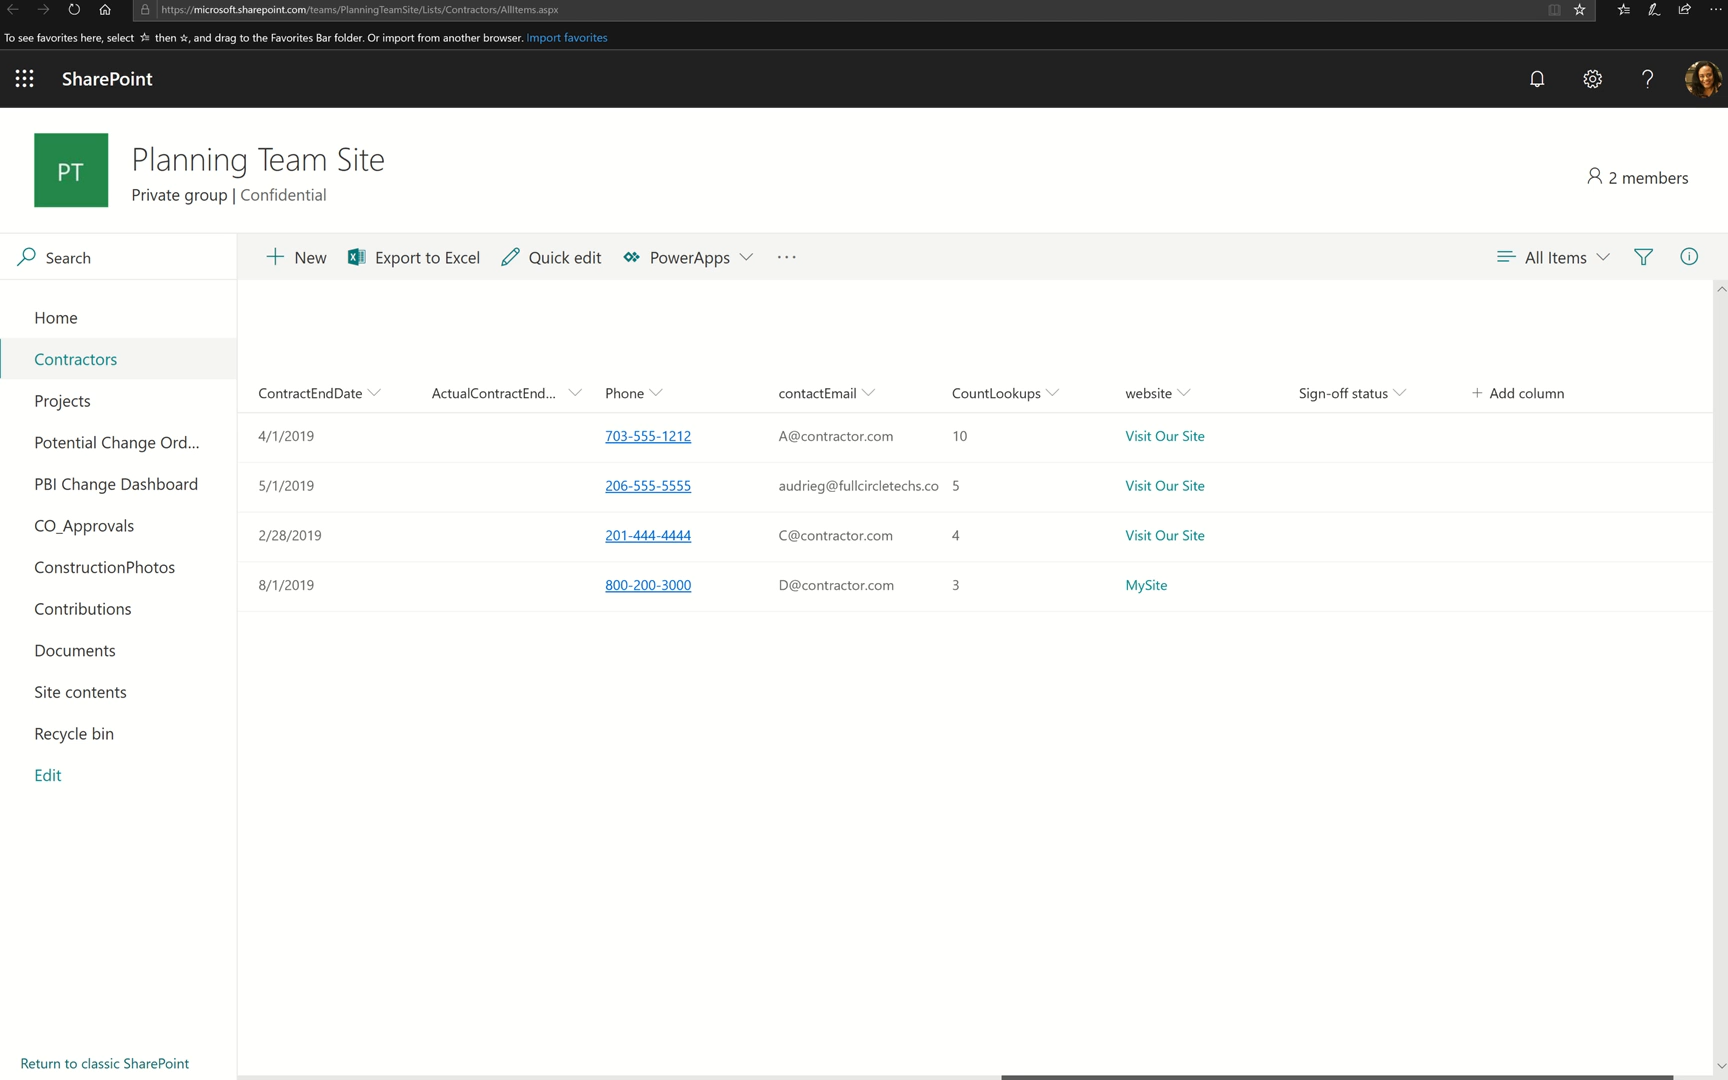 https://microsoft.sharepoint.com/teams/PlanningTeamSite/Lists/Contractors/AllItems.aspx
To see favorites here, select then ☆, and drag to the Favorites Bar folder. Or import from another browser. Import favorites
SharePoint
PT
Planning Team Site
Private group | Confidential
2 members
Search
New
Export to Excel
Quick edit
PowerApps
All Items
Home
Contractors
Projects
Potential Change Ord...
PBI Change Dashboard
CO_Approvals
ConstructionPhotos
Contributions
Documents
Site contents
Recycle bin
Edit
Return to classic SharePoint
ContractEndDate ActualContractEnd... Phone contactEmail CountLookups website Sign-off status + Add column
4/1/2019 703-555-1212 A@contractor.com 10 Visit Our Site
5/1/2019 206-555-5555 audrieg@fullcircletechs.co 5 Visit Our Site
2/28/2019 201-444-4444 C@contractor.com 4 Visit Our Site
8/1/2019 800-200-3000 D@contractor.com 3 MySite